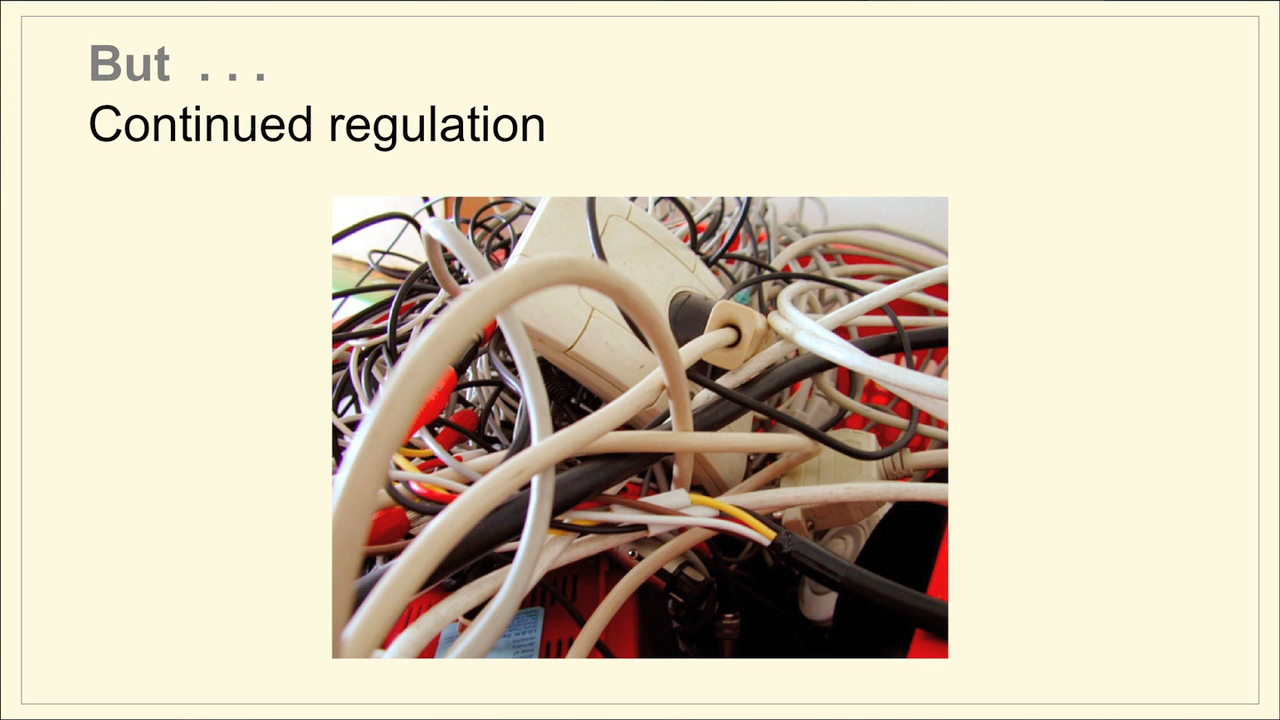 But . . .
Continued regulation